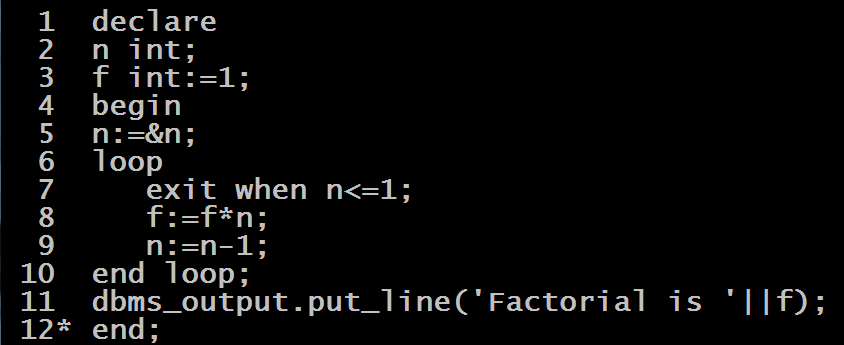 1 declare
2 n int;
3 f int:=1;
4 begin
5 n:=&n;
6 loop
7    exit when n<=1;
8    f:=f*n;
9    n:=n-1;
10 end loop;
11 dbms_output.put_line('Factorial is '||f);
12* end;